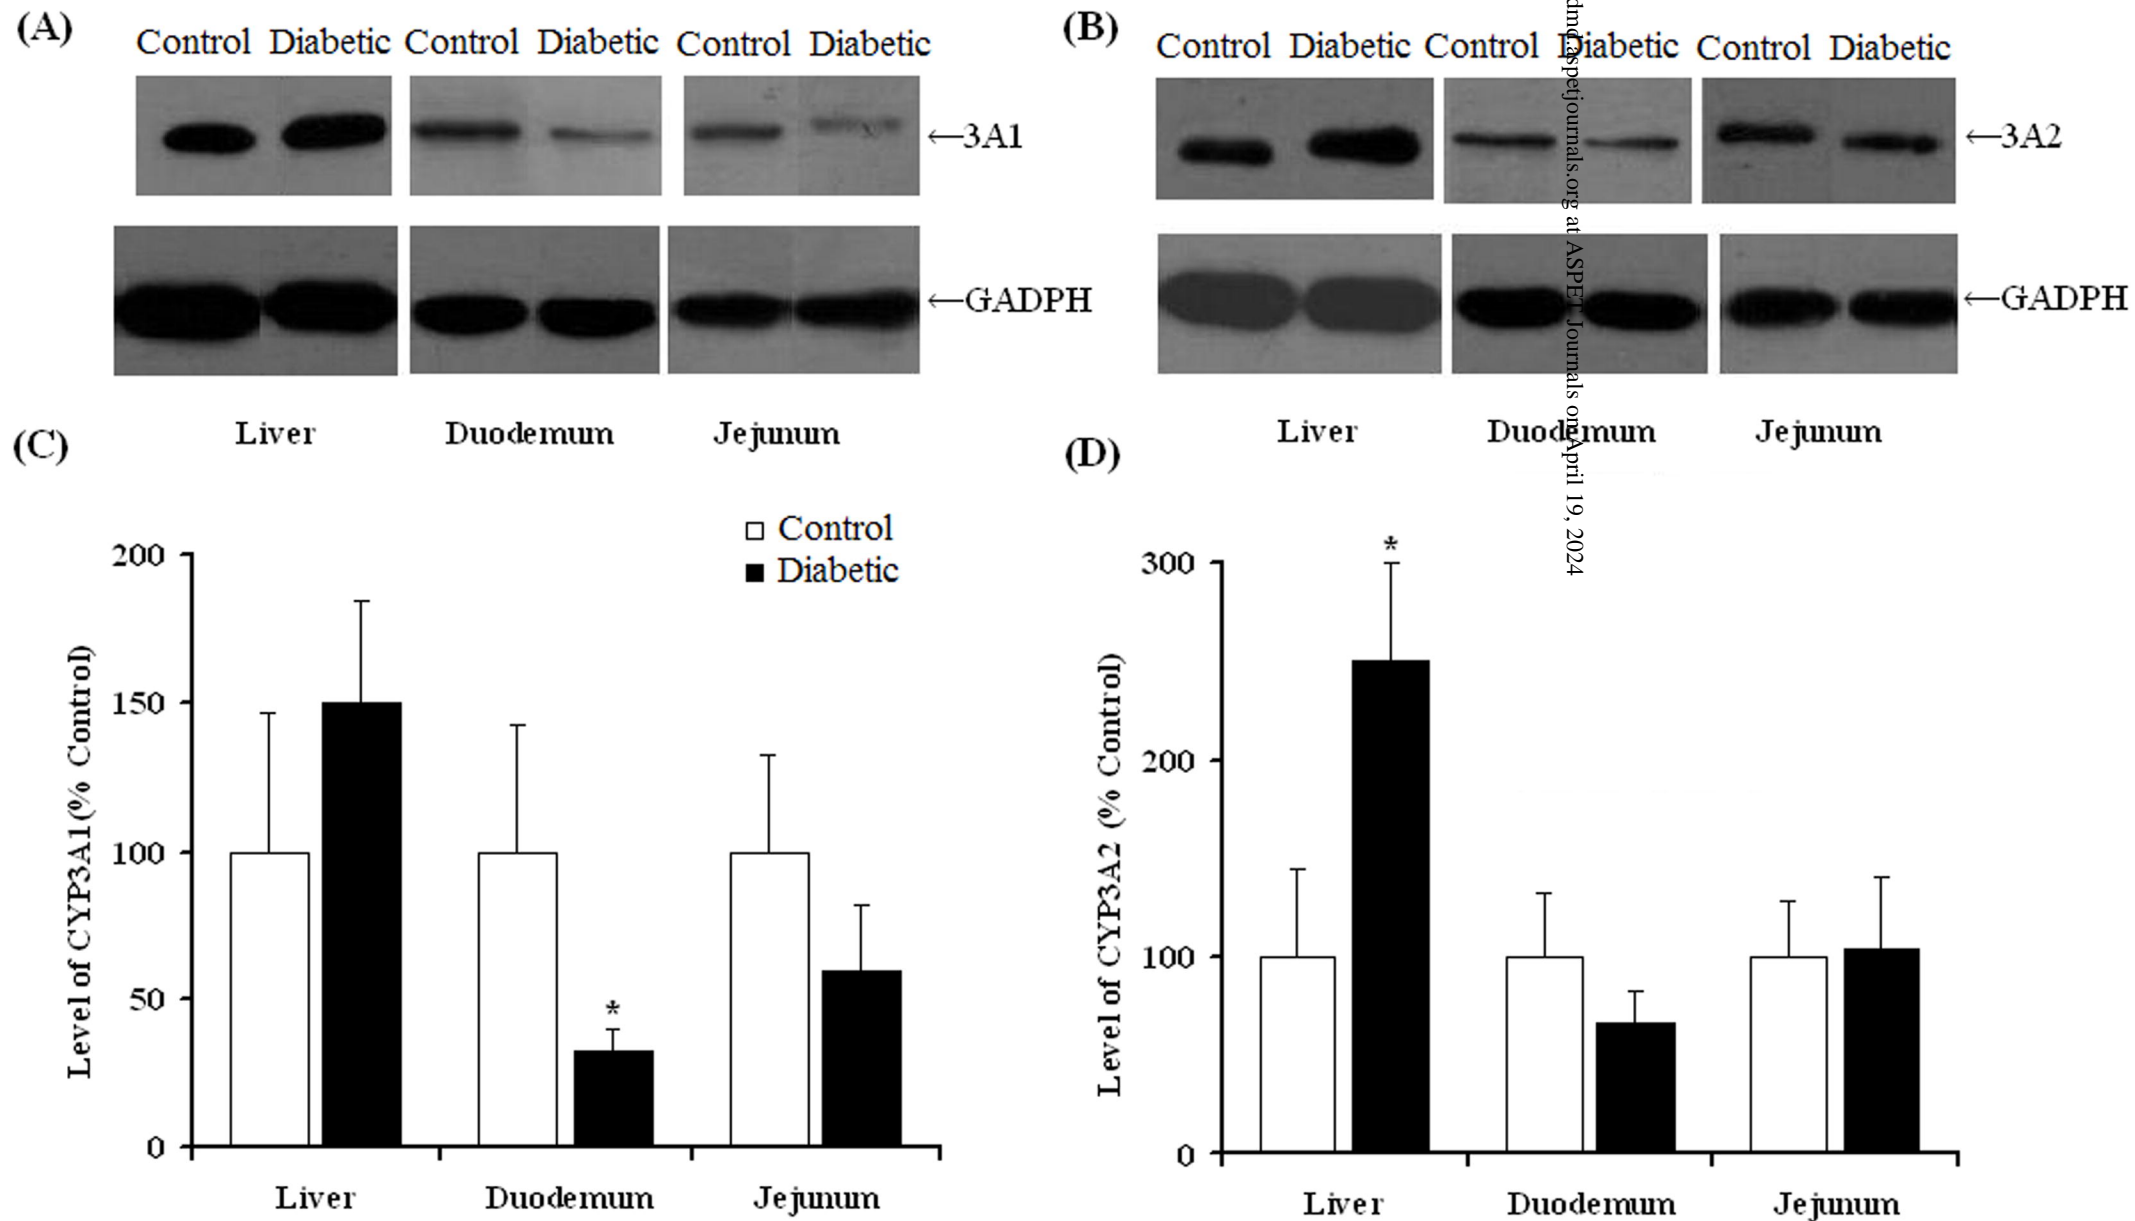 (A)
Control Diabetic Control Diabetic Control Diabetic
←3A1
←GADPH
Liver Duodemum Jejunum
(B)
Control Diabetic Control Diabetic Control Diabetic
←3A2
←GADPH
Liver Duodemum Jejunum
dmd.aspetjournals.org at ASPET Journals on April 19, 2024
(C)
Control
Diabetic
Level of CYP3A1(% Control)
200
150
100
50
0
*
Liver Duodemum Jejunum
(D)
Level of CYP3A2 (% Control)
300
200
100
0
*
Liver Duodemum Jejunum